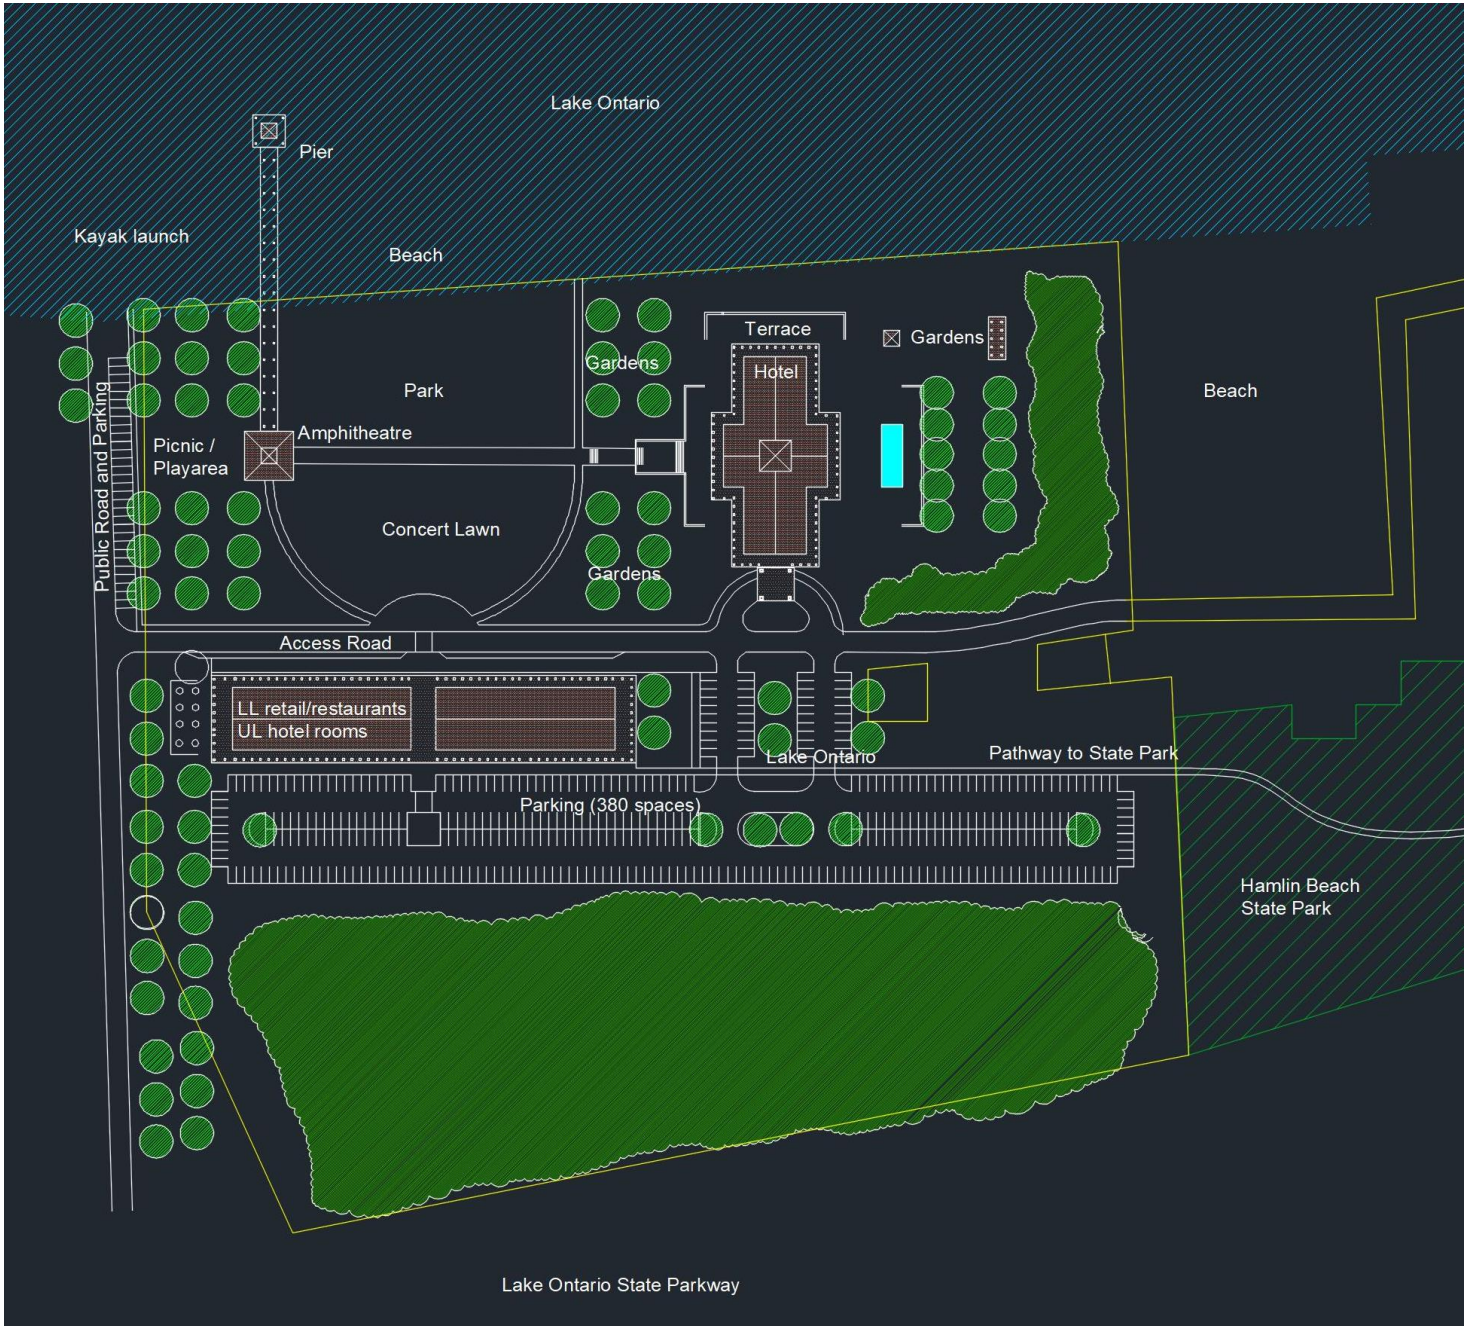 Lake Ontario
Pier
Kayak launch
Beach
Terrace
Gardens
Gardens
Hotel
Park
Beach
Public Road and Parking
Amphitheatre
Picnic /
Playarea
Concert Lawn
Gardens
Access Road
LL retail/restaurants
UL hotel rooms
Lake Ontario
Pathway to State Park
Parking (380 spaces)
Hamlin Beach
State Park
Lake Ontario State Parkway